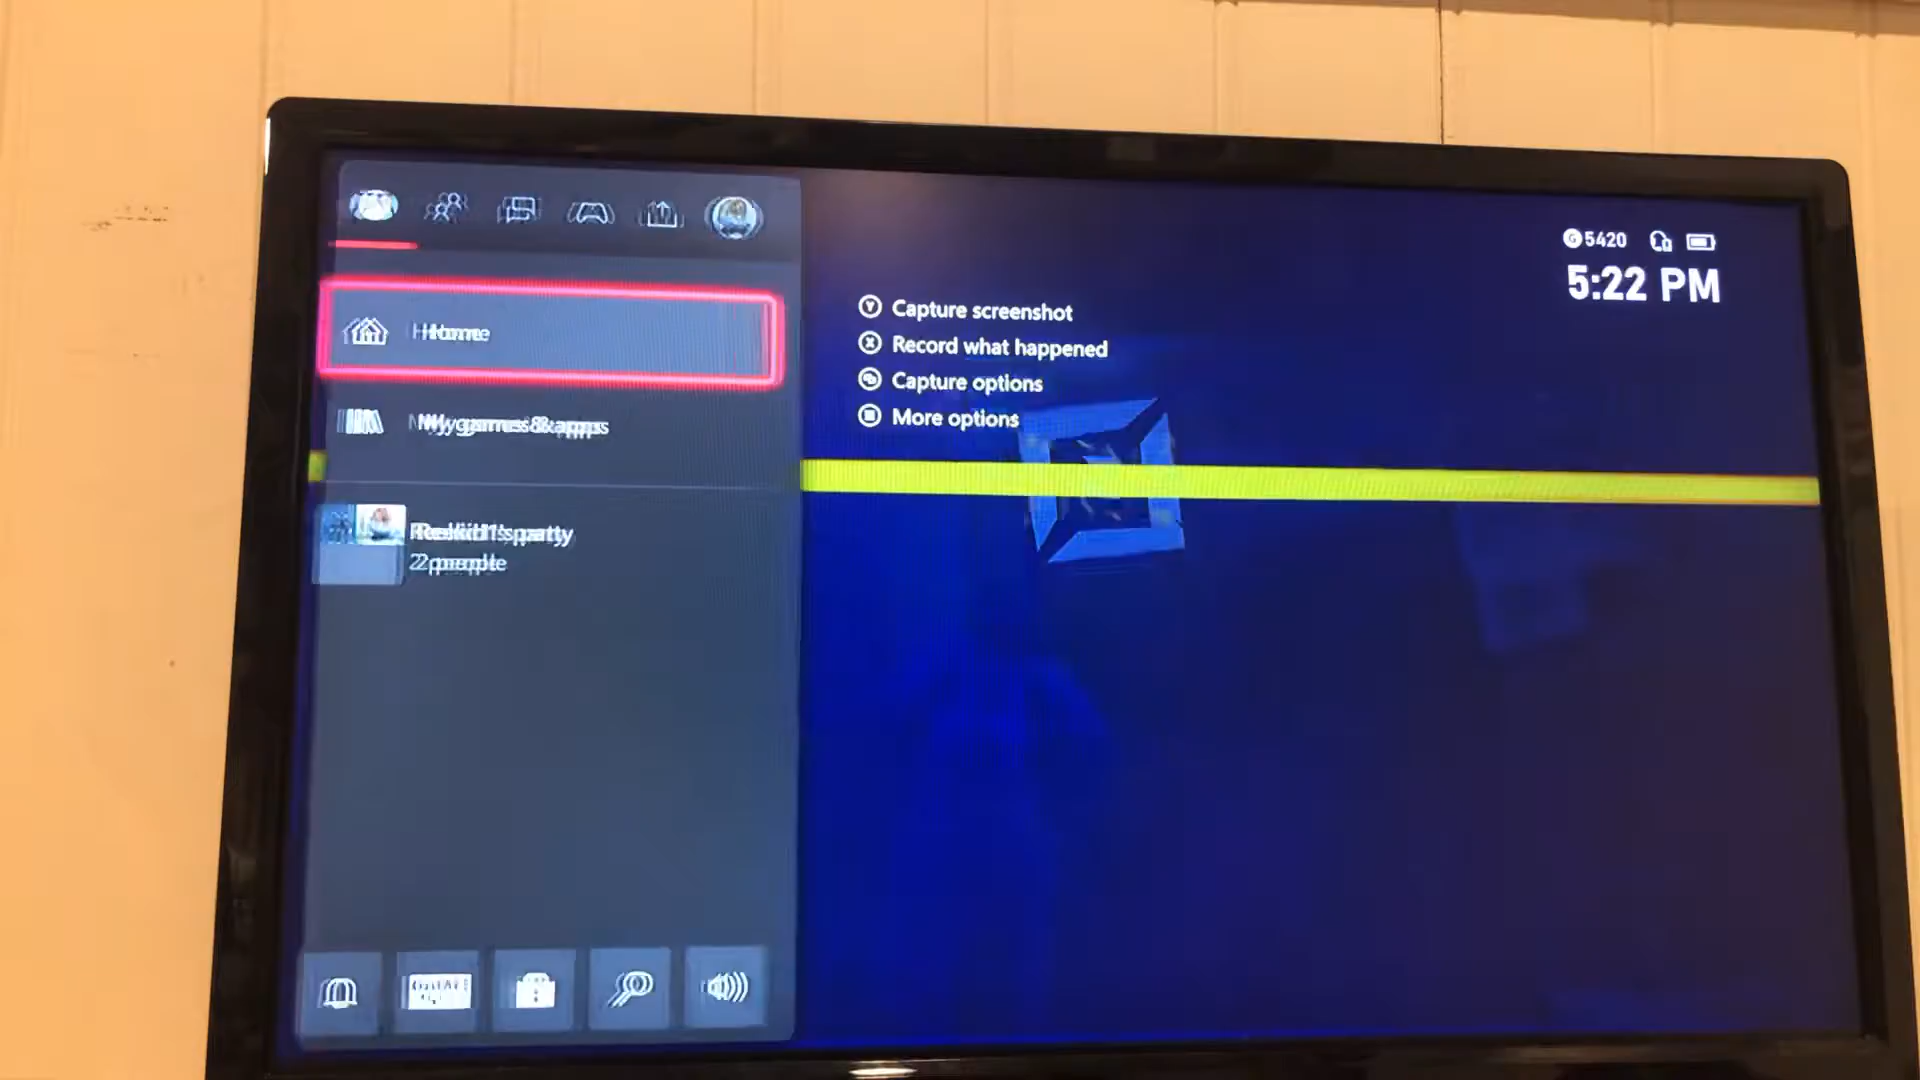 5420
5:22 PM
Home
My games & apps
party
2 people
Y Capture screenshot
X Record what happened
Capture options
More options